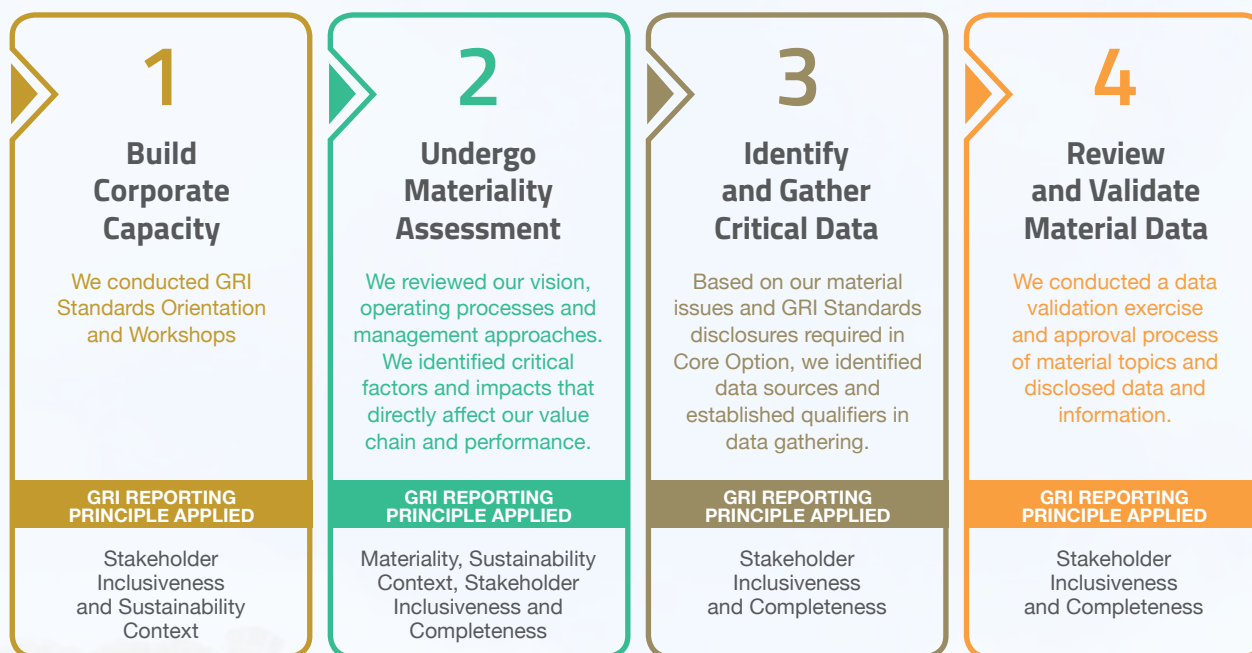 1
Build
Corporate
Capacity
We conducted GRI
Standards Orientation
and Workshops
GRI REPORTING
PRINCIPLE APPLIED
Stakeholder
Inclusiveness
and Sustainability
Context
2
Undergo
Materiality
Assessment
We reviewed our vision,
operating processes and
management approaches.
We identified critical
factors and impacts that
directly affect our value
chain and performance.
GRI REPORTING
PRINCIPLE APPLIED
Materiality, Sustainability
Context, Stakeholder
Inclusiveness and
Completeness
3
Identify
and Gather
Critical Data
Based on our material
issues and GRI Standards
disclosures required in
Core Option, we identified
data sources and
established qualifiers in
data gathering.
GRI REPORTING
PRINCIPLE APPLIED
Stakeholder
Inclusiveness
and Completeness
4
Review
and Validate
Material Data
We conducted a data
validation exercise
and approval process
of material topics and
disclosed data and
information.
GRI REPORTING
PRINCIPLE APPLIED
Stakeholder
Inclusiveness
and Completeness